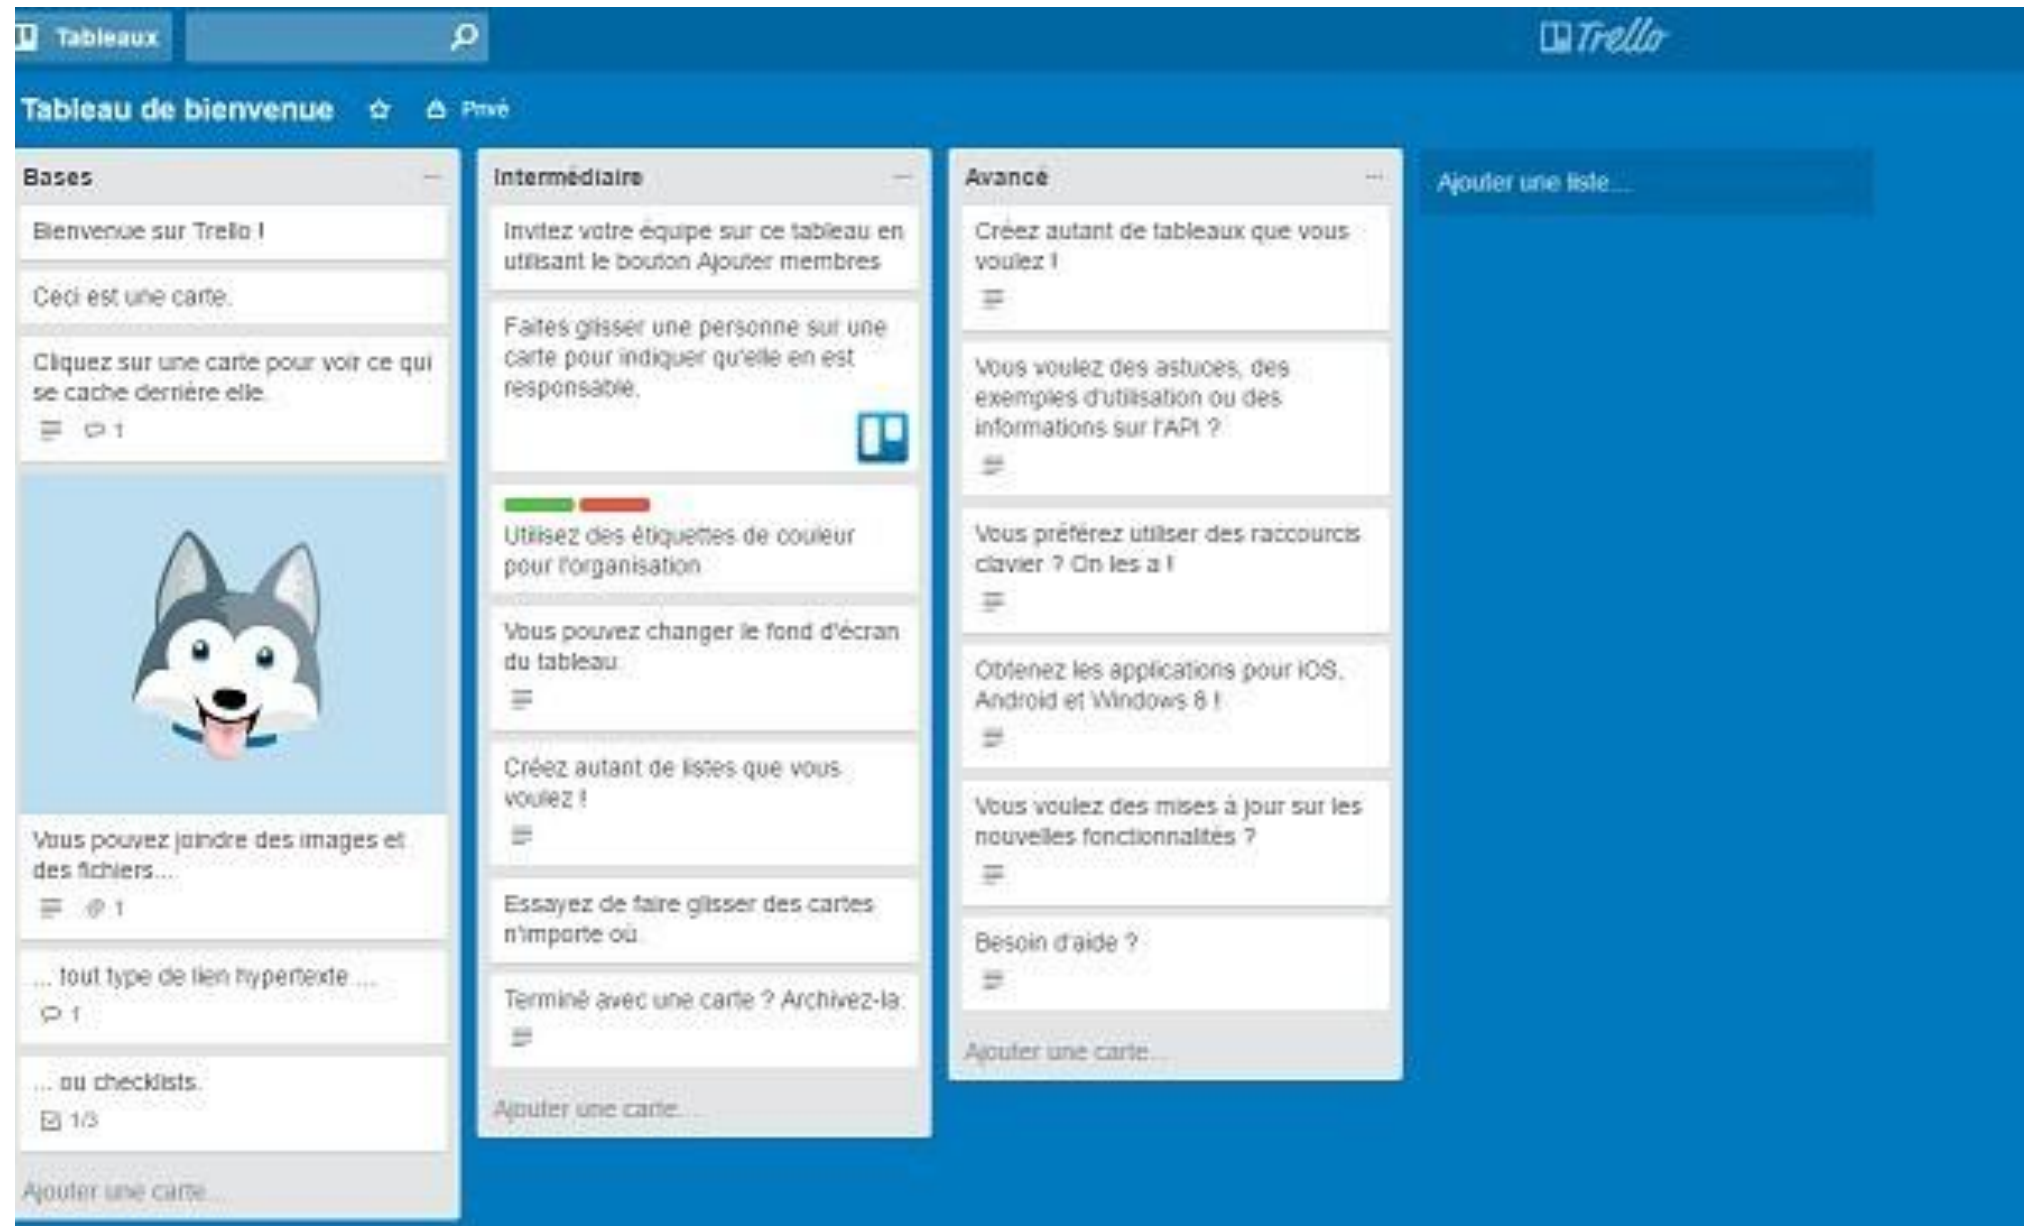 Tableaux
Trello
Tableau de bienvenue
Privé
Bases
Bienvenue sur Trello !
Ceci est une carte.
Cliquez sur une carte pour voir ce qui
se cache derrière elle.
1
Vous pouvez joindre des images et
des fichiers...
1
... tout type de lien hypertexte ...
1
... ou checklists.
1/3
Ajouter une carte...
Intermédiaire
Invitez votre équipe sur ce tableau en
utilisant le bouton Ajouter membres
Faites glisser une personne sur une
carte pour indiquer qu'elle en est
responsable.
Utilisez des étiquettes de couleur
pour l'organisation
Vous pouvez changer le fond d'écran
du tableau.
Créez autant de listes que vous
voulez !
Essayez de faire glisser des cartes
n'importe où.
Terminé avec une carte ? Archivez-la.
Ajouter une carte...
Avancé
Créez autant de tableaux que vous
voulez !
Vous voulez des astuces, des
exemples d'utilisation ou des
informations sur l'API ?
Vous préférez utiliser des raccourcis
clavier ? On les a !
Obtenez les applications pour iOS,
Android et Windows 8 !
Vous voulez des mises à jour sur les
nouvelles fonctionnalités ?
Besoin d'aide ?
Ajouter une carte...
Ajouter une liste...